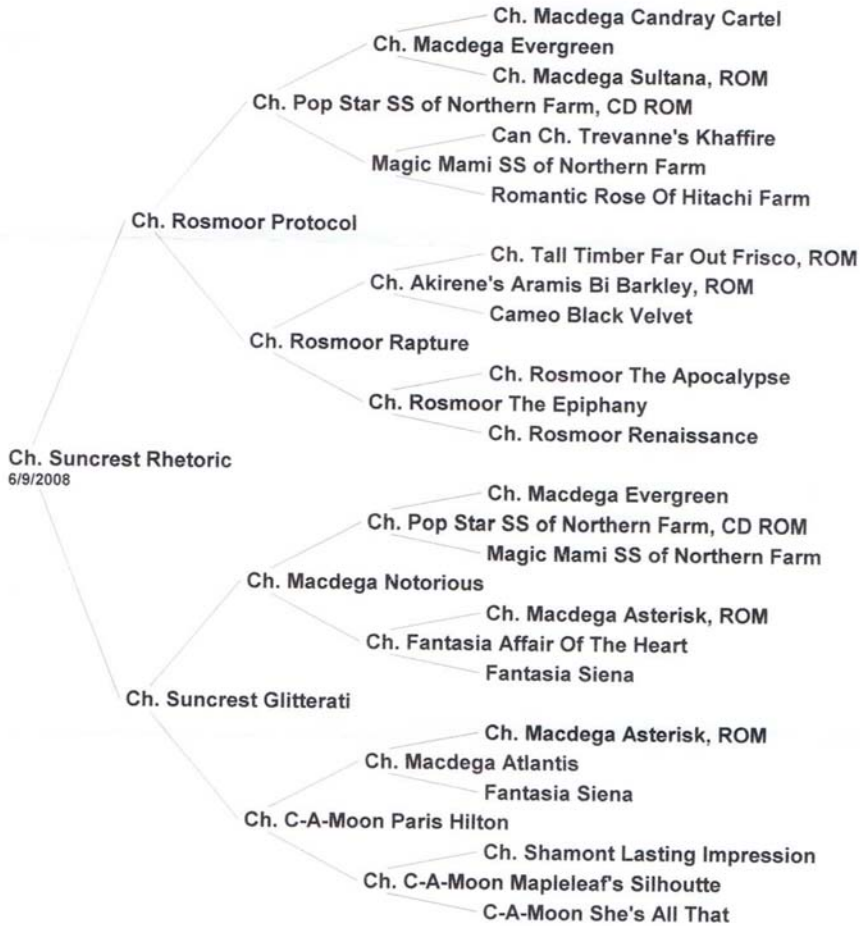 Ch. Macdega Candray Cartel
Ch. Macdega Evergreen
Ch. Macdega Sultana, ROM
Ch. Pop Star SS of Northern Farm, CD ROM
Can Ch. Trevanne's Khaffire
Magic Mami SS of Northern Farm
Romantic Rose Of Hitachi Farm
Ch. Rosmoor Protocol
Ch. Tall Timber Far Out Frisco, ROM
Ch. Akirene's Aramis Bi Barkley, ROM
Cameo Black Velvet
Ch. Rosmoor Rapture
Ch. Rosmoor The Apocalypse
Ch. Rosmoor The Epiphany
Ch. Rosmoor Renaissance
Ch. Suncrest Rhetoric
6/9/2008
Ch. Macdega Evergreen
Ch. Pop Star SS of Northern Farm, CD ROM
Magic Mami SS of Northern Farm
Ch. Macdega Notorious
Ch. Macdega Asterisk, ROM
Ch. Fantasia Affair Of The Heart
Fantasia Siena
Ch. Suncrest Glitterati
Ch. Macdega Asterisk, ROM
Ch. Macdega Atlantis
Fantasia Siena
Ch. C-A-Moon Paris Hilton
Ch. Shamont Lasting Impression
Ch. C-A-Moon Mapleleaf's Silhoutte
C-A-Moon She's All That